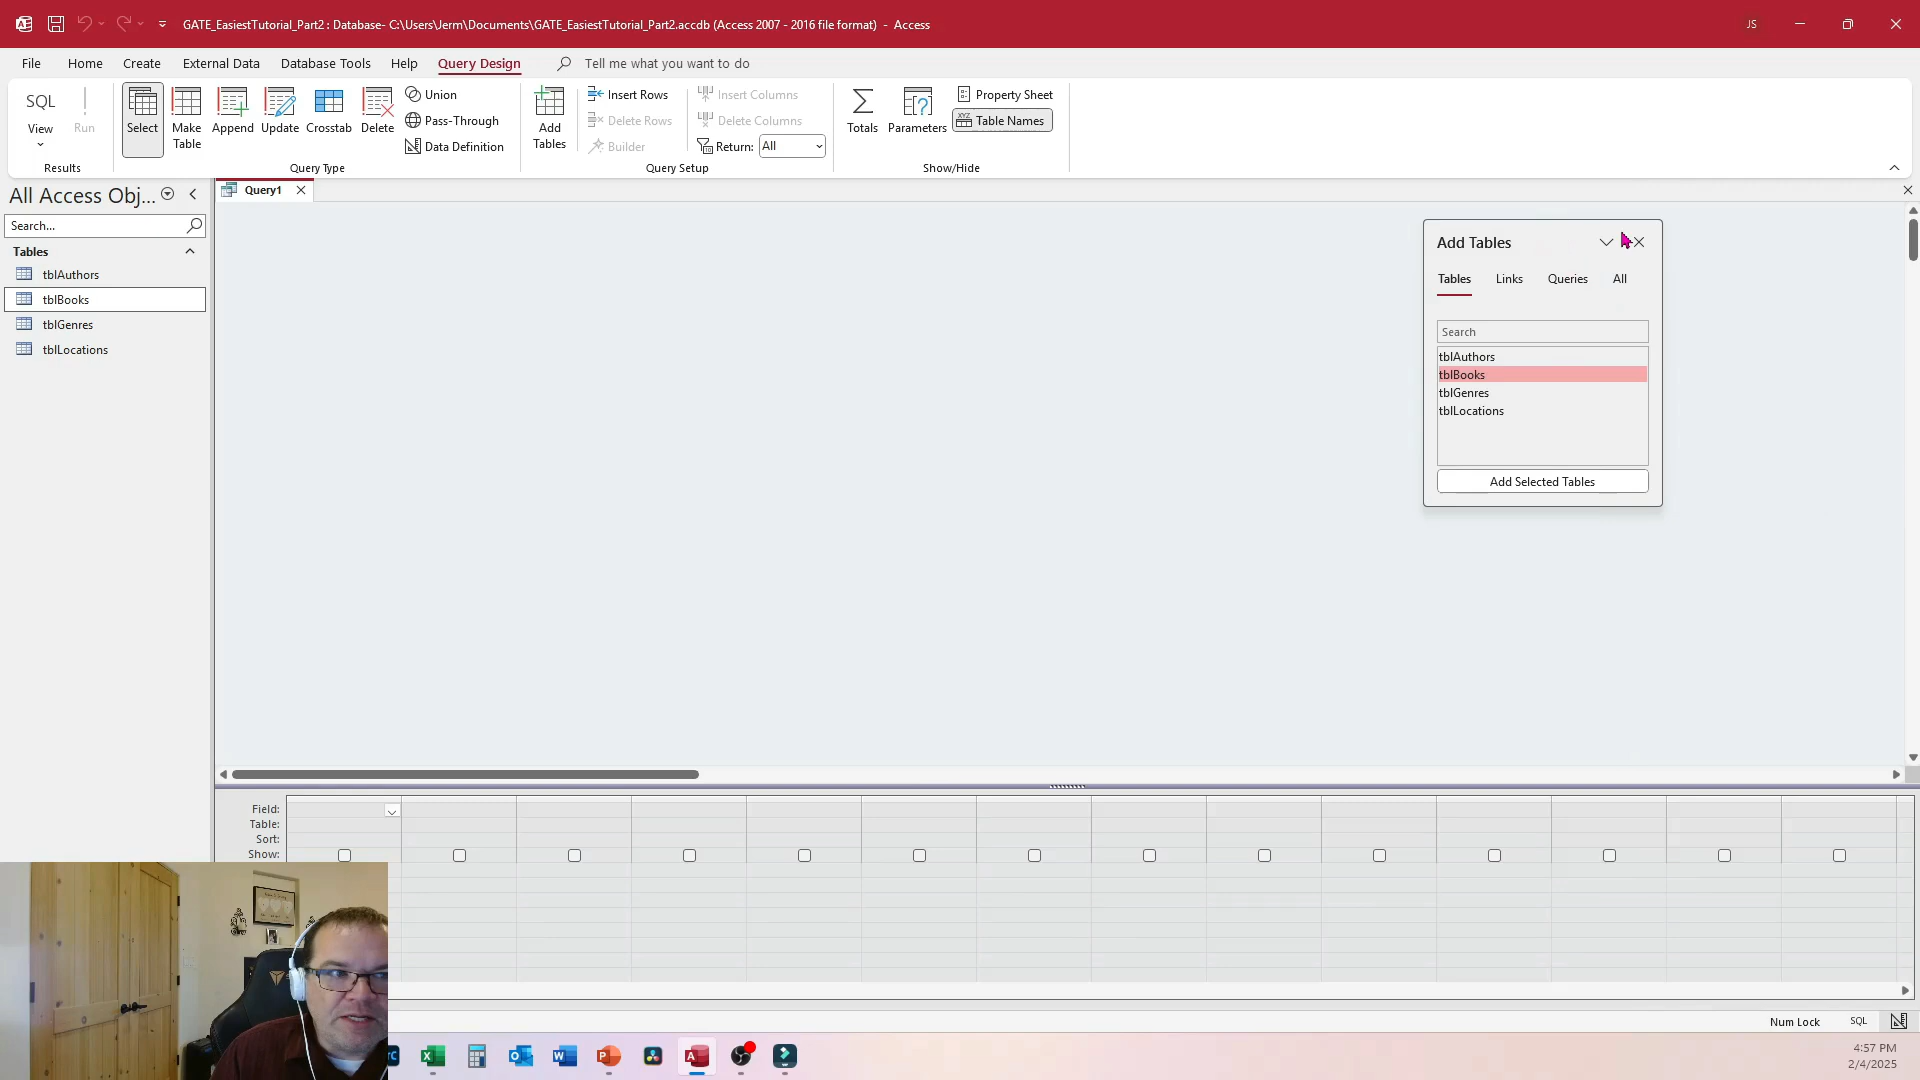 GATE_EasiestTutorial_Part2 : Database- C:\Users\Jerm\Documents\GATE_EasiestTutorial_Part2.accdb (Access 2007 - 2016 file format) - Access
JS
File Home Create External Data Database Tools Help Query Design Tell me what you want to do
SQL
View
Run
Results
Select
Make
Table
Append
Update
Crosstab
Delete
Union
Pass-Through
Data Definition
Query Type
Add
Tables
Insert Rows
Delete Rows
Builder
Insert Columns
Delete Columns
Return: All
Query Setup
Totals
Parameters
Property Sheet
Table Names
Show/Hide
All Access Obj...
Search...
Tables
tblAuthors
tblBooks
tblGenres
tblLocations
Query1
Add Tables
Tables Links Queries All
Search
tblAuthors
tblBooks
tblGenres
tblLocations
Add Selected Tables
Field:
Table:
Sort:
Show:
Num Lock
SQL
4:57 PM
2/4/2025